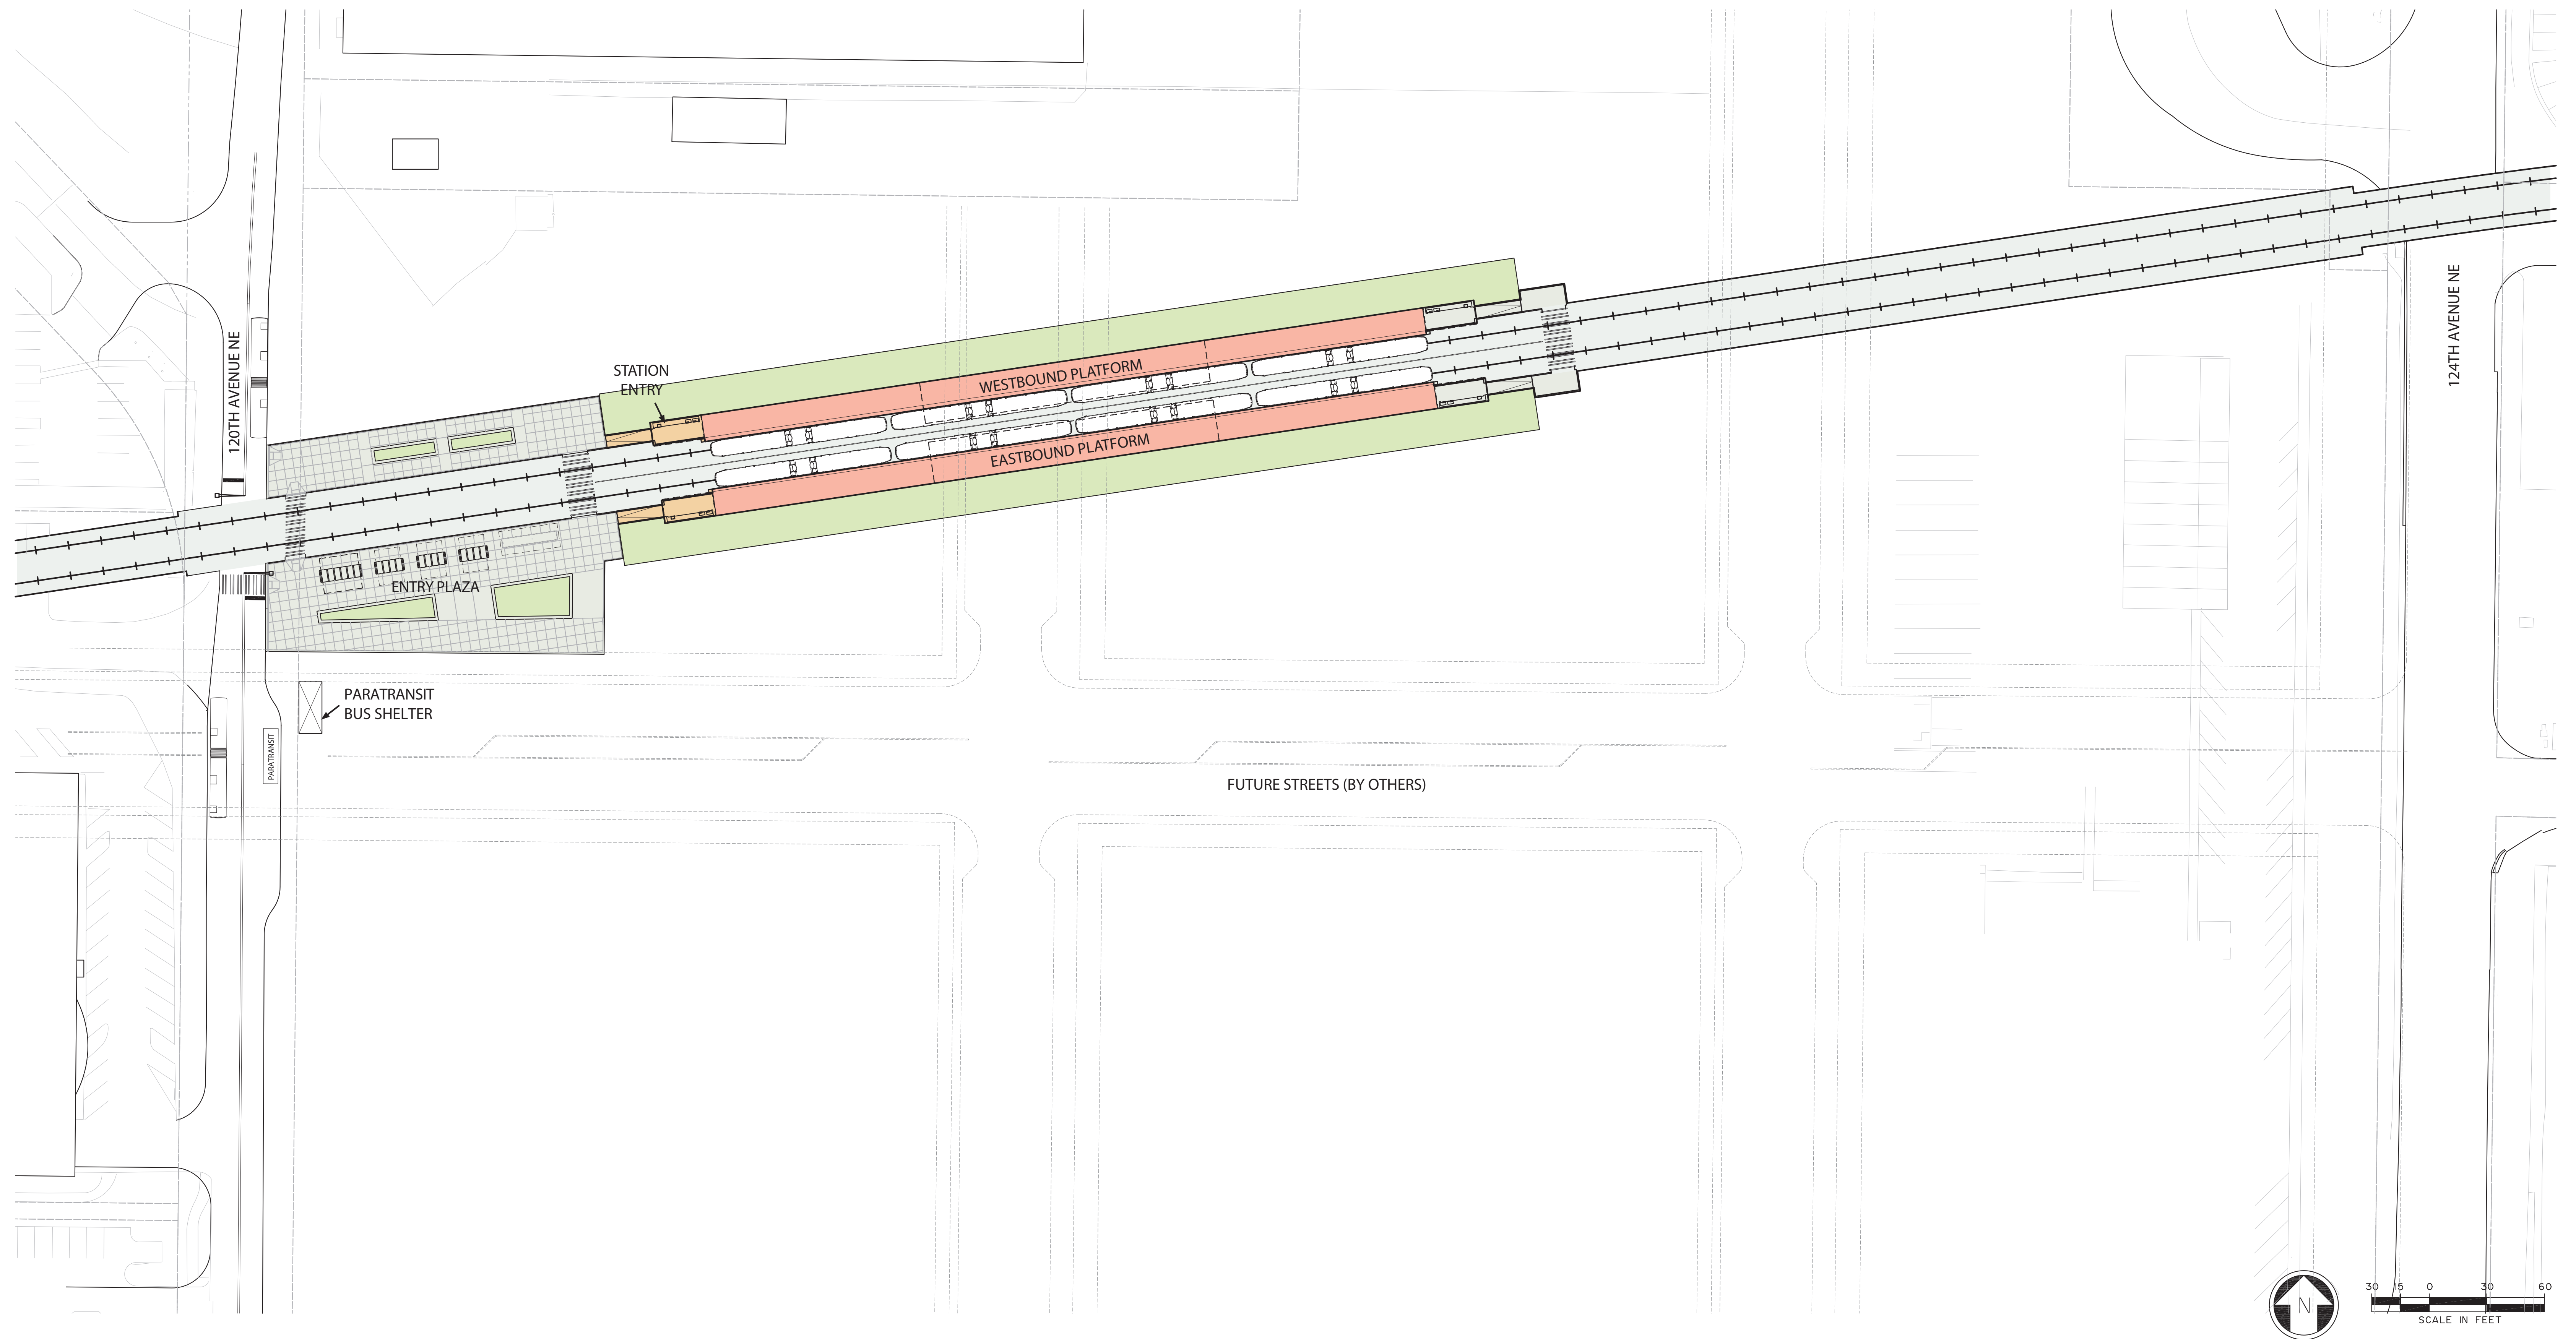 124TH AVENUE NE
120TH AVENUE NE
STATION
ENTRY
WESTBOUND PLATFORM
EASTBOUND PLATFORM
ENTRY PLAZA
PARATRANSIT
BUS SHELTER
PARATRANSIT
FUTURE STREETS (BY OTHERS)
N
30 15 0 30 60
SCALE IN FEET